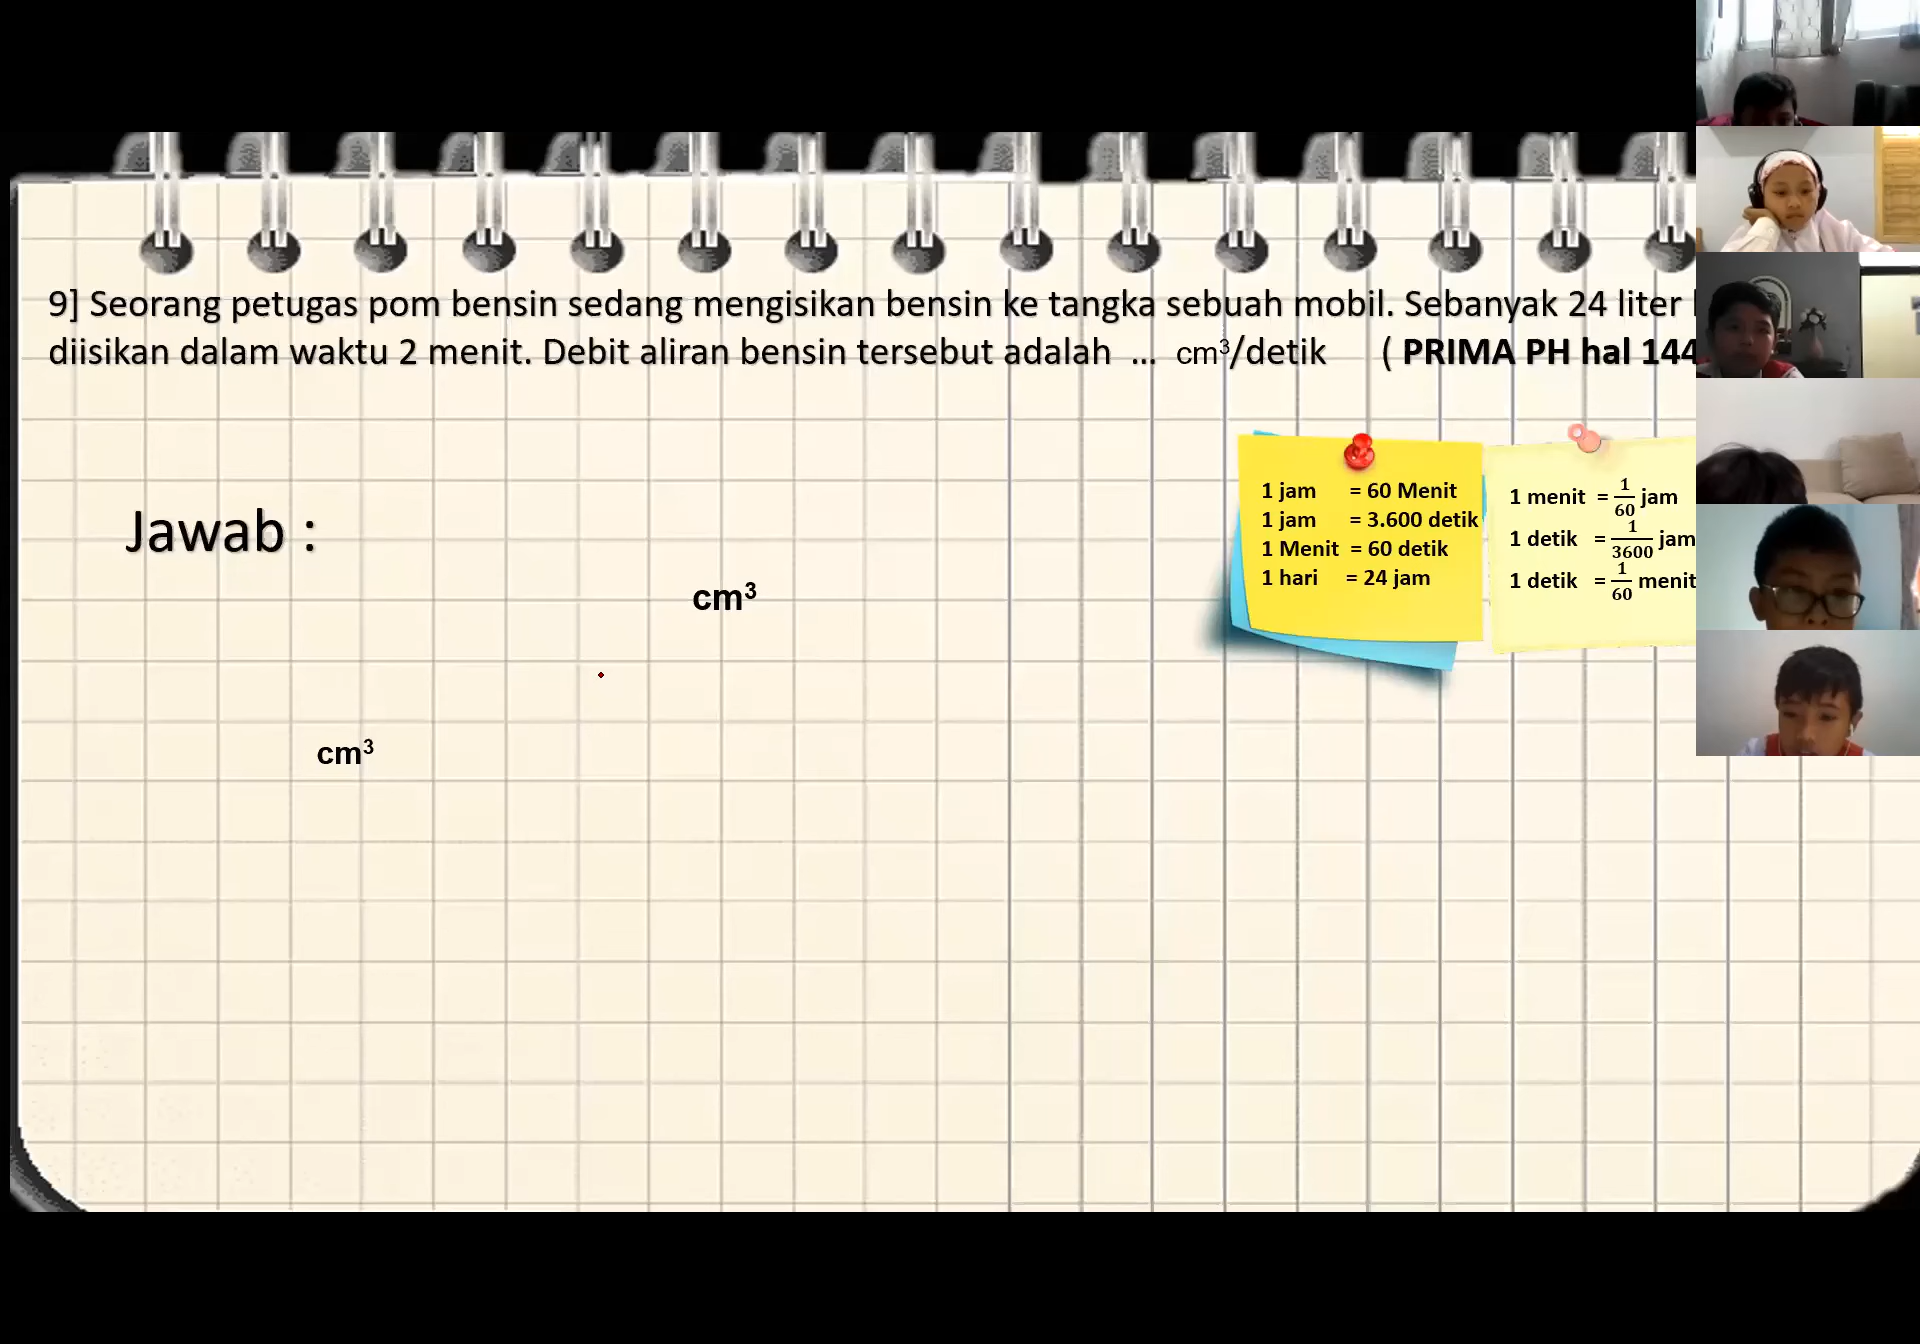 9] Seorang petugas pom bensin sedang mengisikan bensin ke tangka sebuah mobil. Sebanyak 24 liter
diisikan dalam waktu 2 menit. Debit aliran bensin tersebut adalah ... cm³/detik ( PRIMA PH hal 144
Jawab :
cm³
cm³
1 jam = 60 Menit
1 jam = 3.600 detik
1 Menit = 60 detik
1 hari = 24 jam
1 menit = 1/60 jam
1 detik = 1/3600 jam
1 detik = 1/60 menit